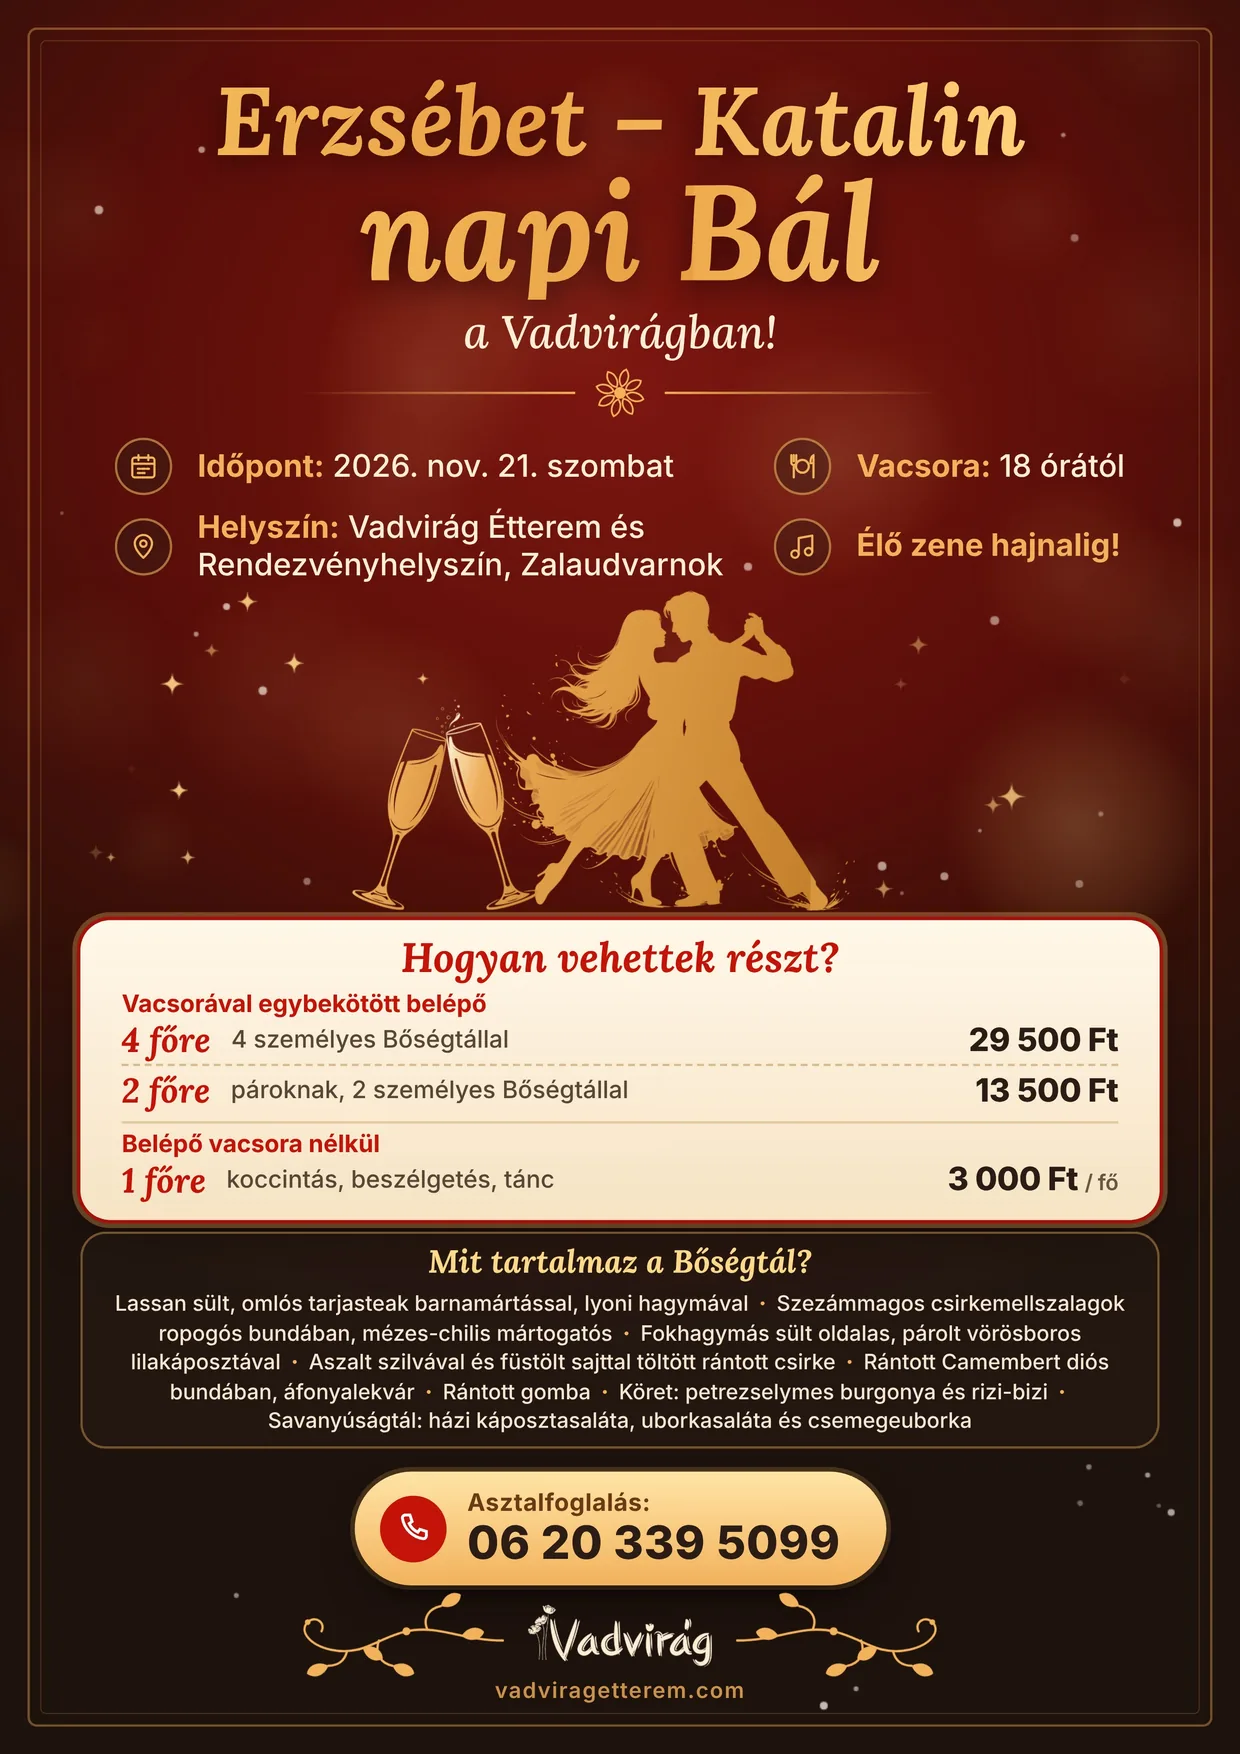 Erzsébet – Katalin
napi Bál
a Vadvirágban!
Időpont: 2026. nov. 21. szombat
Vacsora: 18 órától
Helyszín: Vadvirág Étterem és
Rendezvényhelyszín, Zalaudvarnok
Élő zene hajnalig!
Hogyan vehettek részt?
Vacsorával egybekötött belépő
4 főre 4 személyes Bőségtállal 29 500 Ft
2 főre pároknak, 2 személyes Bőségtállal 13 500 Ft
Belépő vacsora nélkül
1 főre koccintás, beszélgetés, tánc 3 000 Ft / fő
Mit tartalmaz a Bőségtál?
Lassan sült, omlós tarjasteak barnamártással, lyoni hagymával · Szezámmagos csirkemellszalagok
ropogós bundában, mézes-chilis mártogatós · Fokhagymás sült oldalas, párolt vörösboros
lilakáposztával · Aszalt szilvával és füstölt sajttal töltött rántott csirke · Rántott Camembert diós
bundában, áfonyalekvár · Rántott gomba · Köret: petrezselymes burgonya és rizi-bizi ·
Savanyúságtál: házi káposztasaláta, uborkasaláta és csemegeuborka
Asztalfoglalás:
06 20 339 5099
Vadvirág
vadviragetterem.com